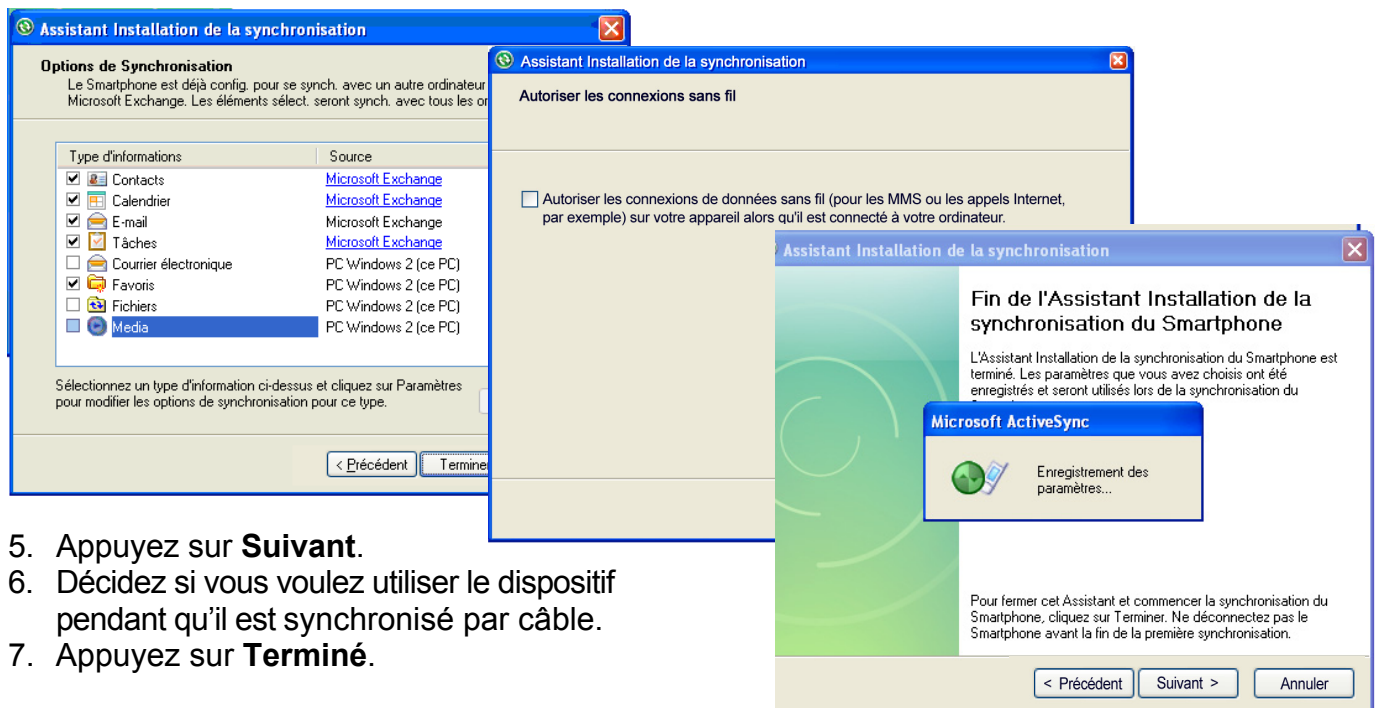 Assistant Installation de la synchronisation
Options de Synchronisation
Le Smartphone est déjà config. pour se synch. avec un autre ordinateur
Microsoft Exchange. Les éléments sélect. seront synch. avec tous les
Type d'informations Source
Contacts Microsoft Exchange
Calendrier Microsoft Exchange
E-mail Microsoft Exchange
Tâches Microsoft Exchange
Courrier électronique PC Windows 2 (ce PC)
Favoris PC Windows 2 (ce PC)
Fichiers PC Windows 2 (ce PC)
Media PC Windows 2 (ce PC)
Sélectionnez un type d'information ci-dessus et cliquez sur Paramètres
pour modifier les options de synchronisation pour ce type.
< Précédent Termine
Assistant Installation de la synchronisation
Autoriser les connexions sans fil
Autoriser les connexions de données sans fil (pour les MMS ou les appels Internet,
par exemple) sur votre appareil alors qu'il est connecté à votre ordinateur.
Assistant Installation de la synchronisation
Fin de l'Assistant Installation de la
synchronisation du Smartphone
L'Assistant Installation de la synchronisation du Smartphone est
terminé. Les paramètres que vous avez choisis ont été
enregistrés et seront utilisés lors de la synchronisation du
Microsoft ActiveSync
Enregistrement des
paramètres...
Pour fermer cet Assistant et commencer la synchronisation du
Smartphone, cliquez sur Terminer. Ne déconnectez pas le
Smartphone avant la fin de la première synchronisation.
< Précédent Suivant > Annuler
5. Appuyez sur Suivant.
6. Décidez si vous voulez utiliser le dispositif
pendant qu'il est synchronisé par câble.
7. Appuyez sur Terminé.